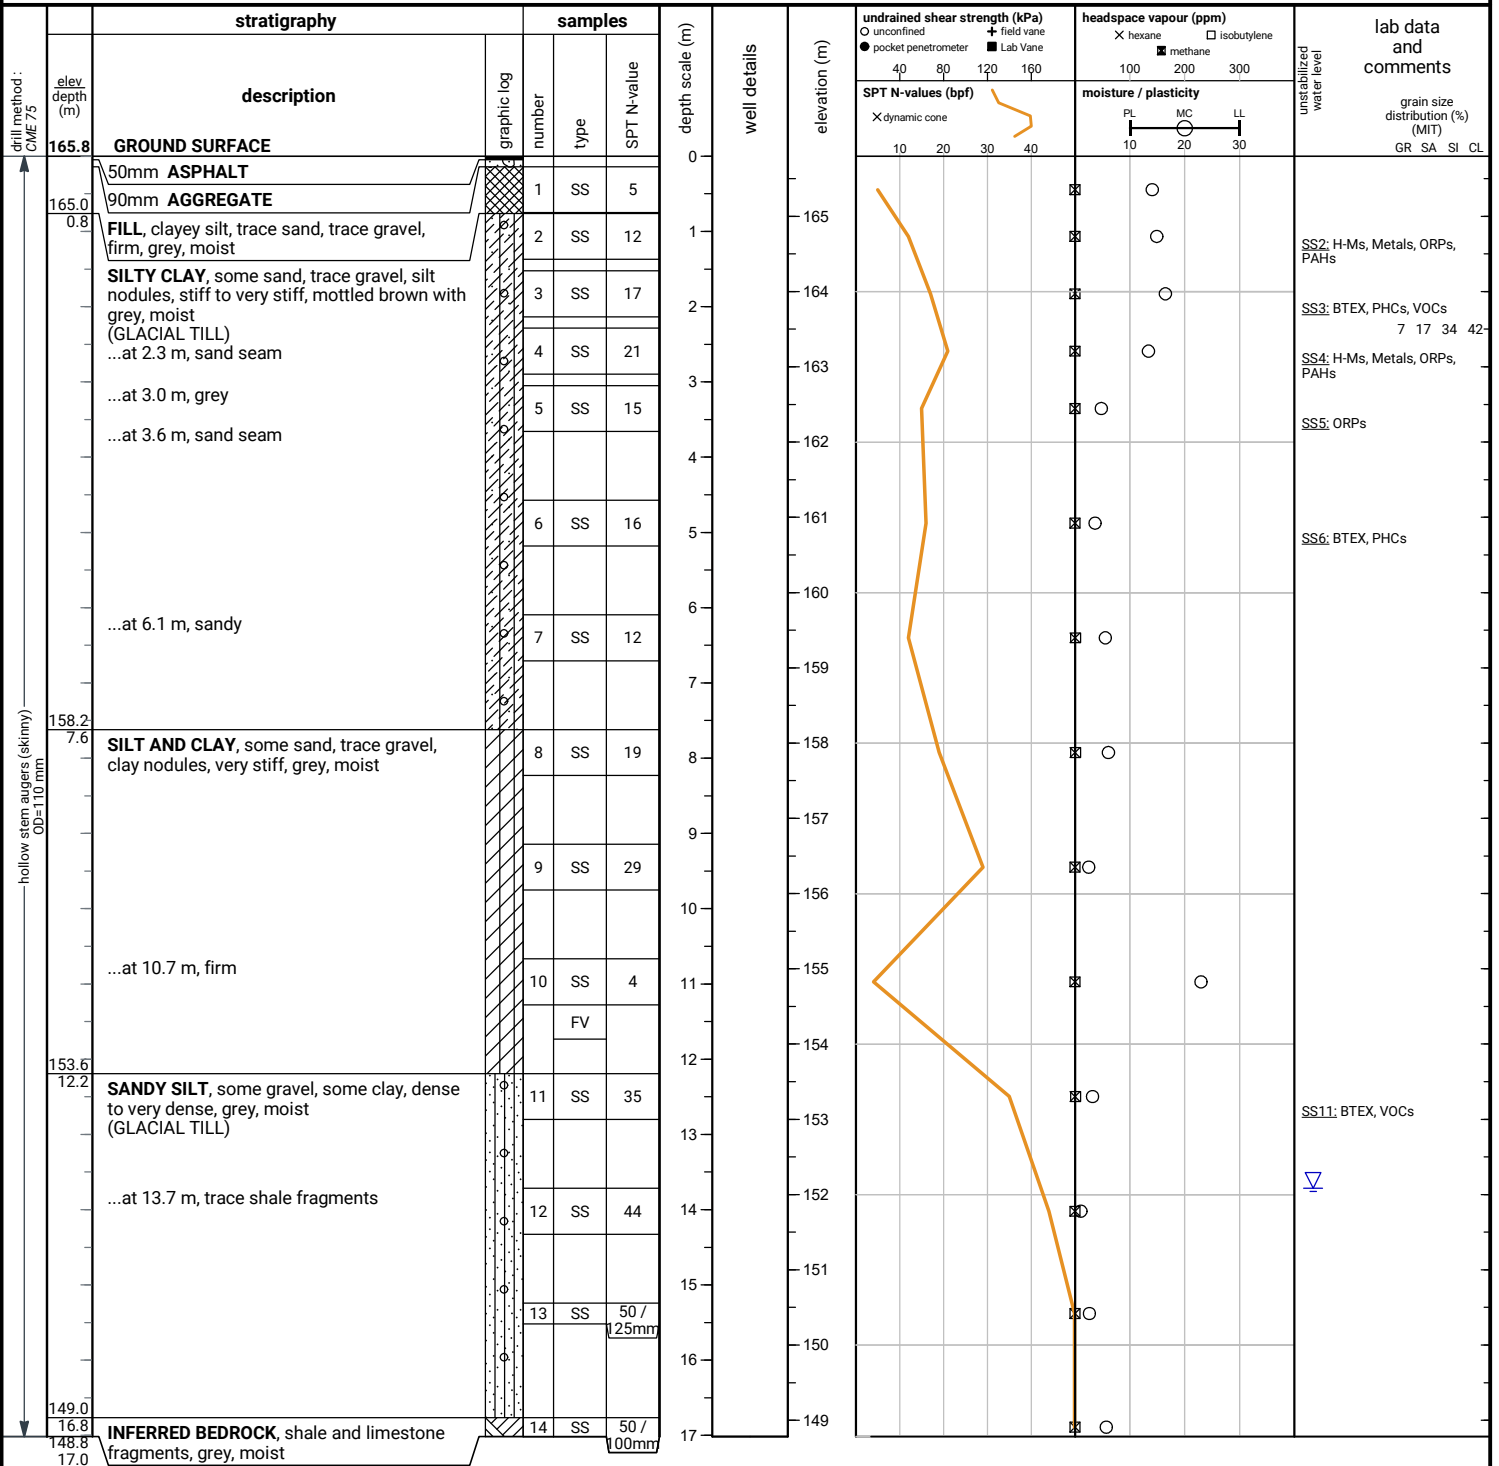 stratigraphy
samples
drill method :
CME 75
elev
depth
(m)
description
graphic log
number
type
SPT N-value
depth scale (m)
well details
elevation (m)
undrained shear strength (kPa)
unconfined
field vane
pocket penetrometer
Lab Vane
40 80 120 160
SPT N-values (bpf)
dynamic cone
10 20 30 40
headspace vapour (ppm)
hexane
isobutylene
methane
100 200 300
moisture / plasticity
PL MC LL
10 20 30
unstabilized
water level
lab data
and
comments
grain size
distribution (%)
(MIT)
GR SA SI CL
165.8
GROUND SURFACE
50mm ASPHALT
90mm AGGREGATE
165.0
0.8
FILL, clayey silt, trace sand, trace gravel,
firm, grey, moist
SILTY CLAY, some sand, trace gravel, silt
nodules, stiff to very stiff, mottled brown with
grey, moist
(GLACIAL TILL)
...at 2.3 m, sand seam
...at 3.0 m, grey
...at 3.6 m, sand seam
...at 6.1 m, sandy
158.2
7.6
SILT AND CLAY, some sand, trace gravel,
clay nodules, very stiff, grey, moist
...at 10.7 m, firm
153.6
12.2
SANDY SILT, some gravel, some clay, dense
to very dense, grey, moist
(GLACIAL TILL)
...at 13.7 m, trace shale fragments
149.0
16.8
INFERRED BEDROCK, shale and limestone
fragments, grey, moist
148.8
17.0
hollow stem augers (skinny)
OD=110 mm
1 SS 5
2 SS 12
3 SS 17
4 SS 21
5 SS 15
6 SS 16
7 SS 12
8 SS 19
9 SS 29
10 SS 4
FV
11 SS 35
12 SS 44
13 SS 50 /
125mm
14 SS 50 /
100mm
0
1
2
3
4
5
6
7
8
9
10
11
12
13
14
15
16
17
165
164
163
162
161
160
159
158
157
156
155
154
153
152
151
150
149
SS2: H-Ms, Metals, ORPs,
PAHs
SS3: BTEX, PHCs, VOCs
7 17 34 42
SS4: H-Ms, Metals, ORPs,
PAHs
SS5: ORPs
SS6: BTEX, PHCs
SS11: BTEX, VOCs